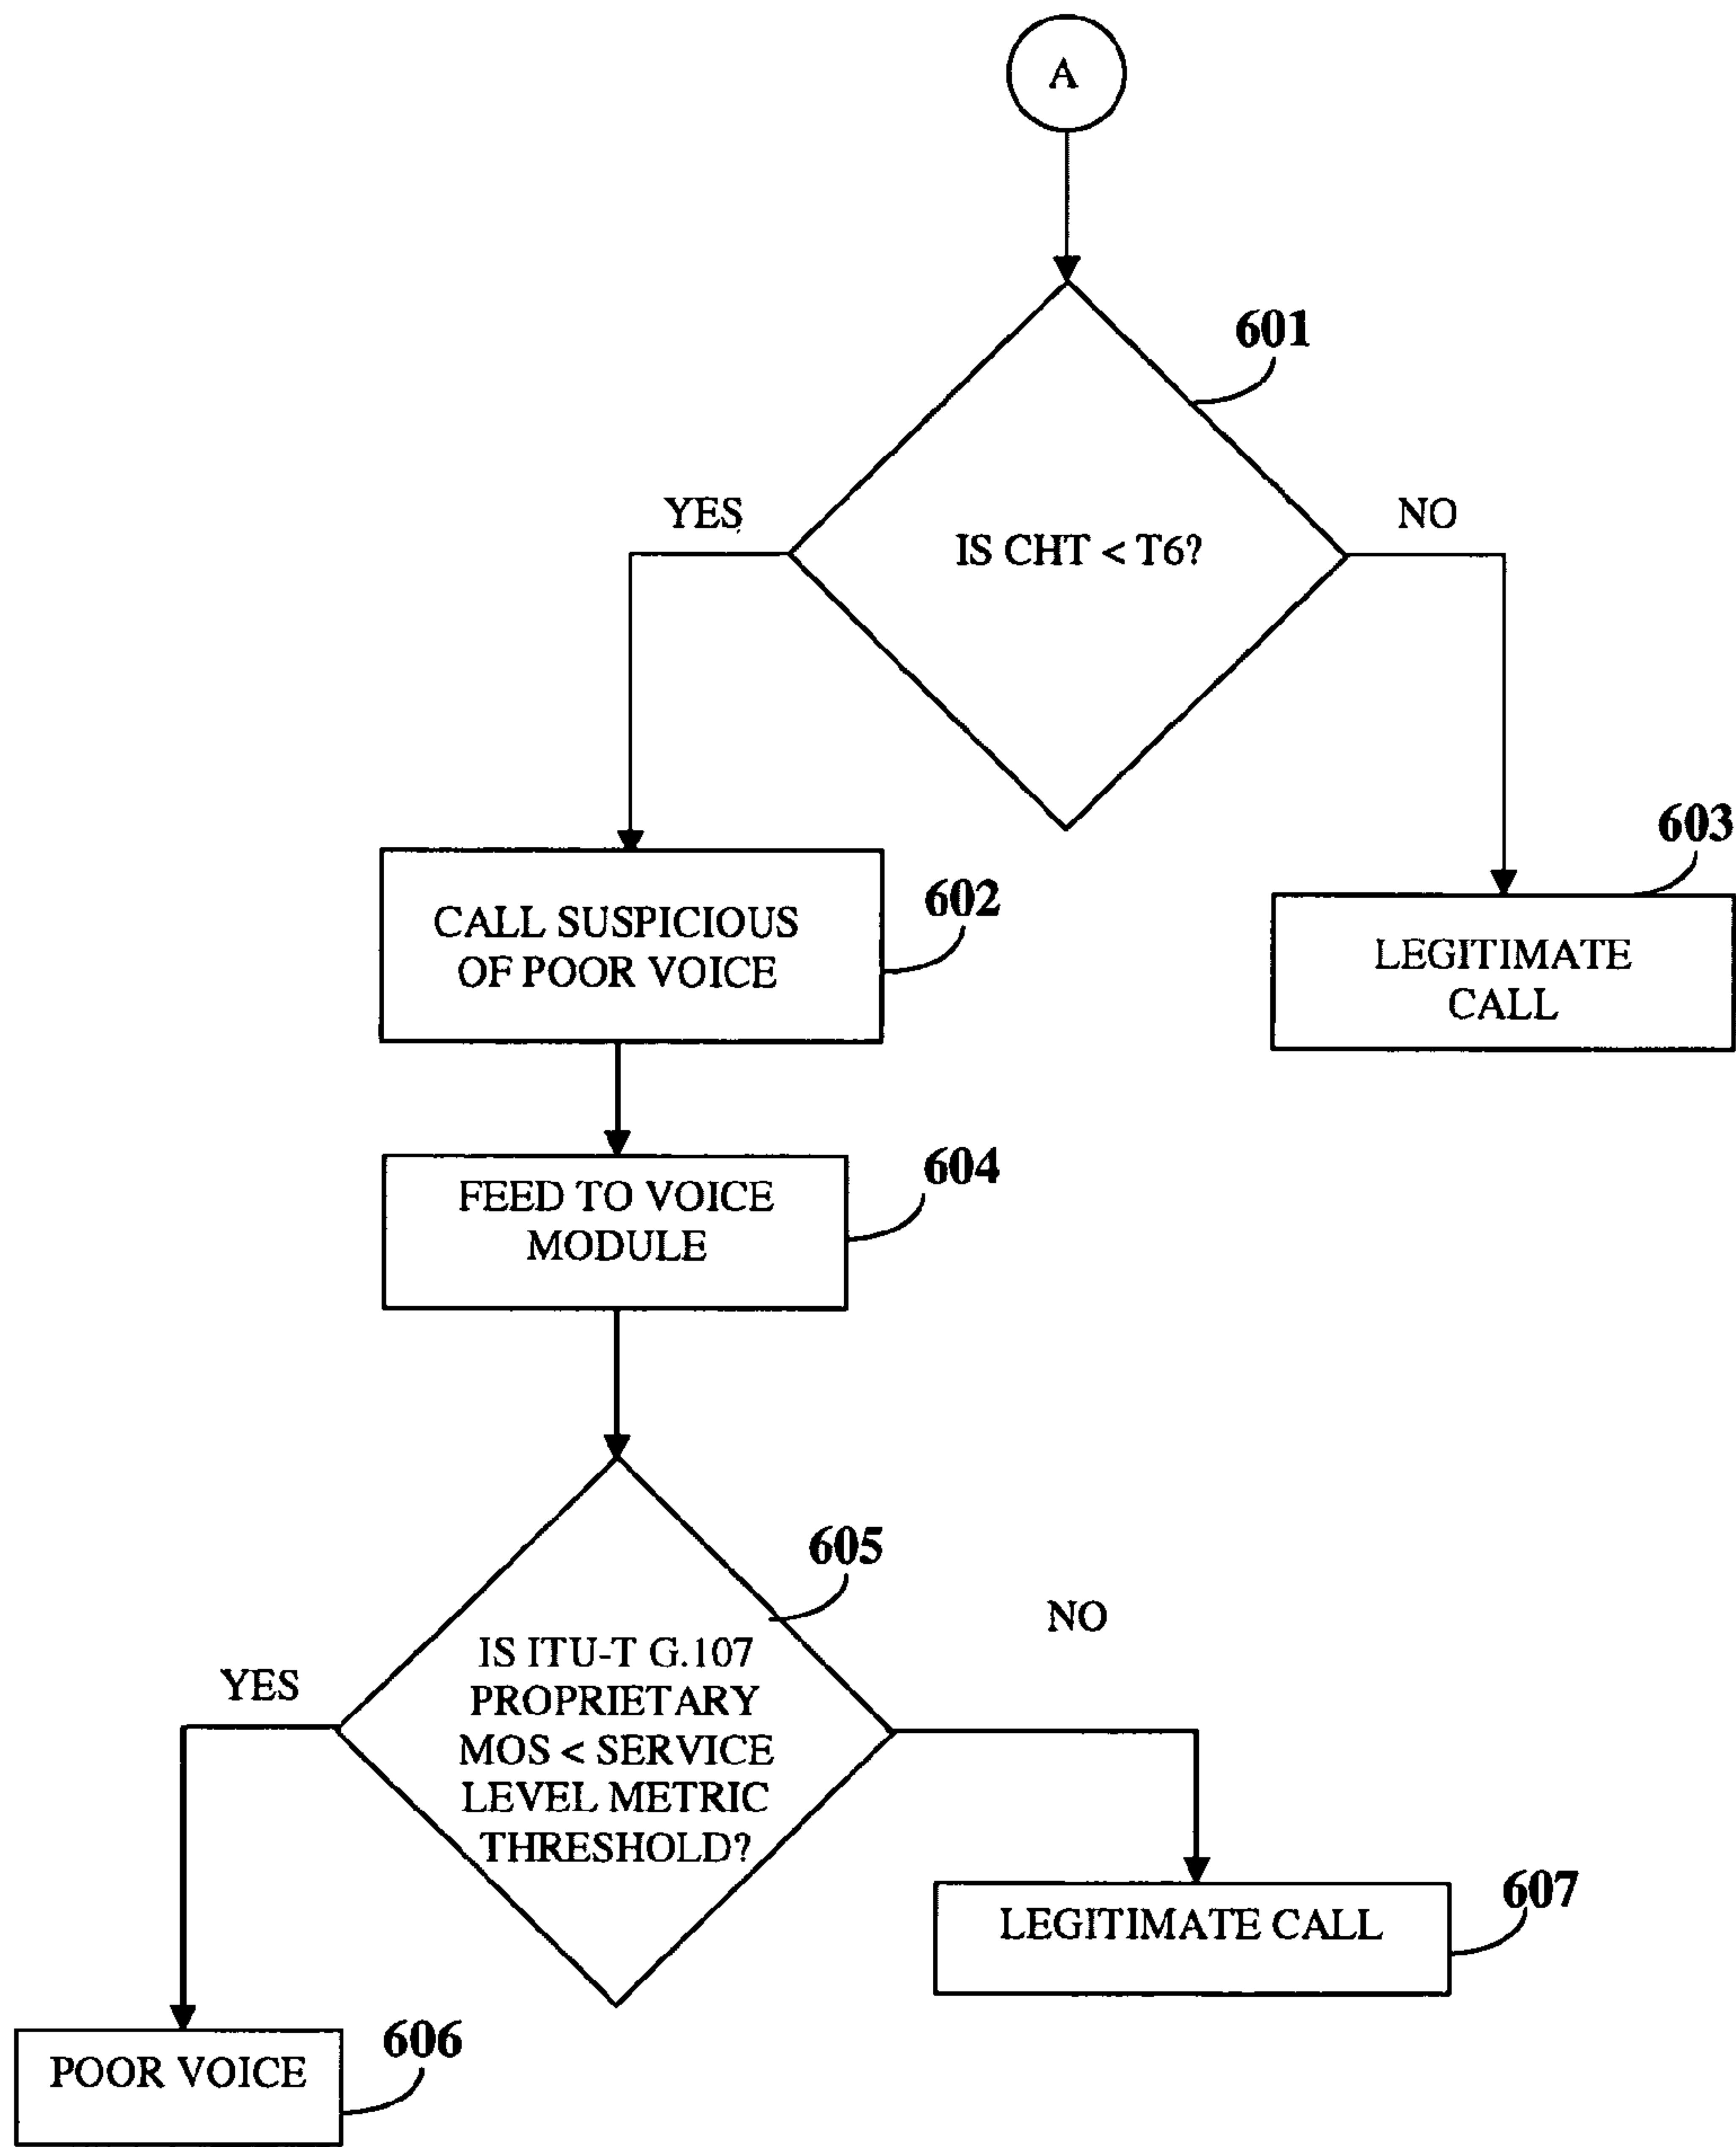 A
601
YES
NO
IS CHT < T6?
603
602
CALL SUSPICIOUS
OF POOR VOICE
LEGITIMATE
CALL
604
FEED TO VOICE
MODULE
605
NO
IS ITU-T G.107
PROPRIETARY
MOS < SERVICE
LEVEL METRIC
THRESHOLD?
YES
607
LEGITIMATE CALL
606
POOR VOICE